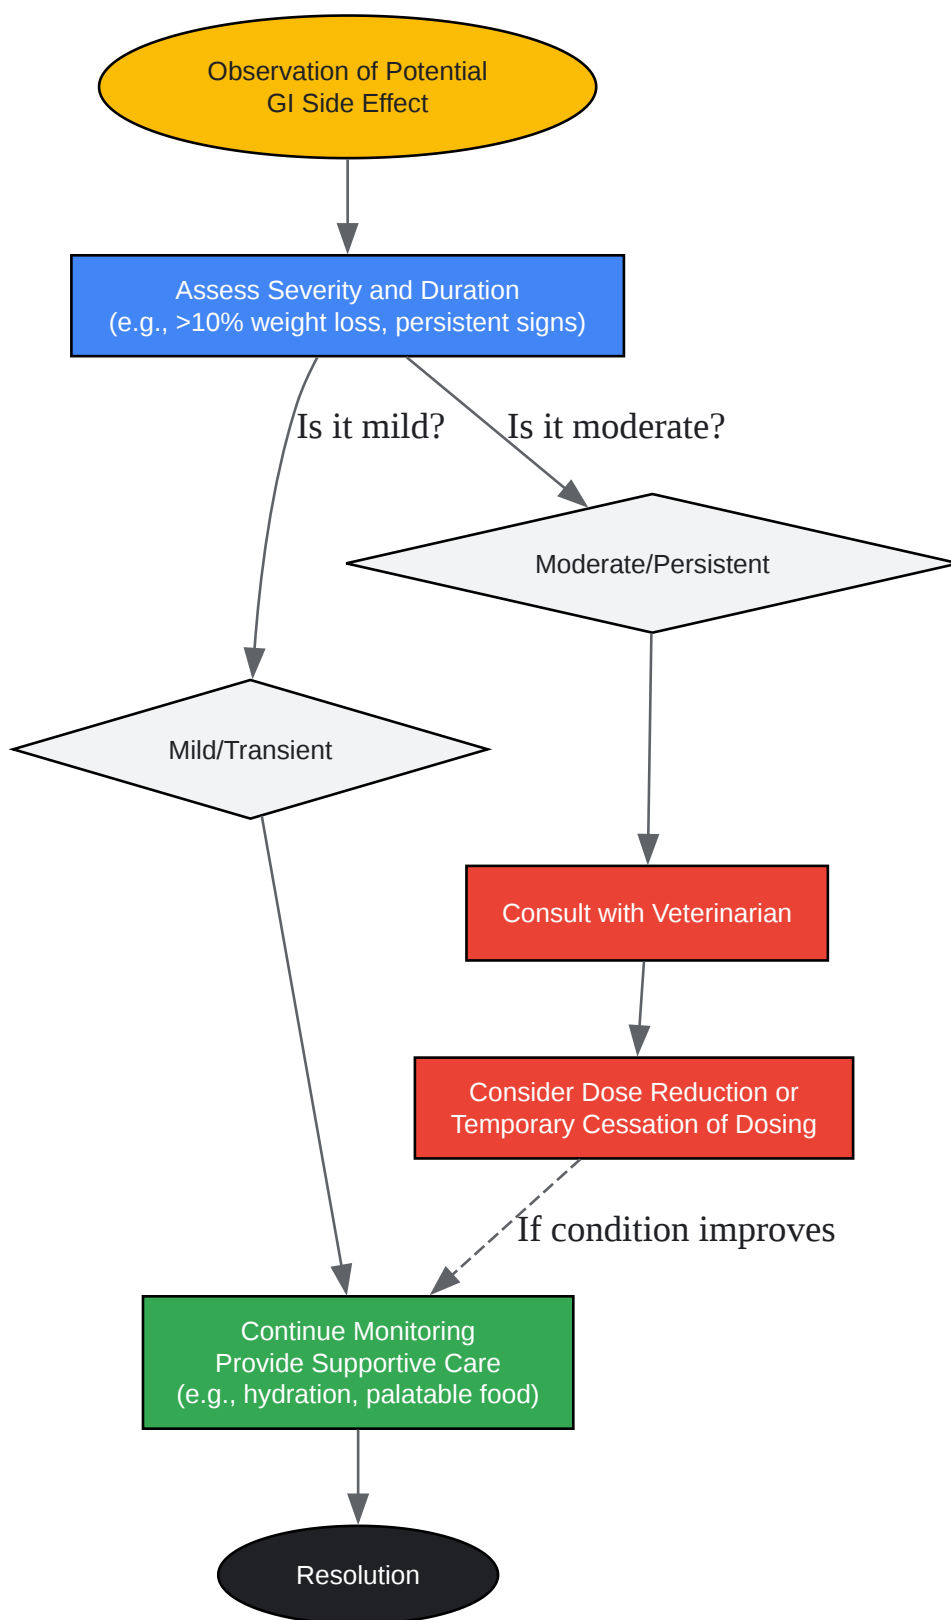 Observation of Potential
GI Side Effect
Assess Severity and Duration
(e.g., >10% weight loss, persistent signs)
Is it mild?
Is it moderate?
Moderate/Persistent
Mild/Transient
Consult with Veterinarian
Consider Dose Reduction or
Temporary Cessation of Dosing
If condition improves
Continue Monitoring
Provide Supportive Care
(e.g., hydration, palatable food)
Resolution